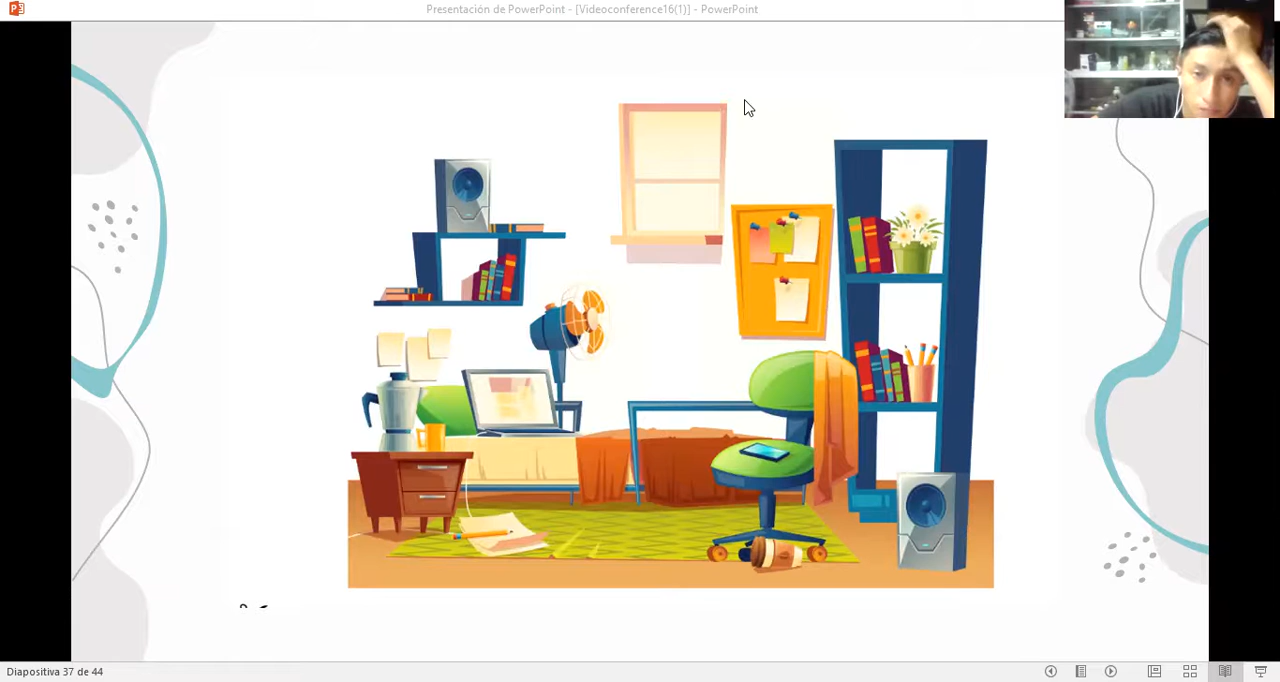 Presentación de PowerPoint - [Videoconference16(1)] - PowerPoint
Diapositiva 37 de 44